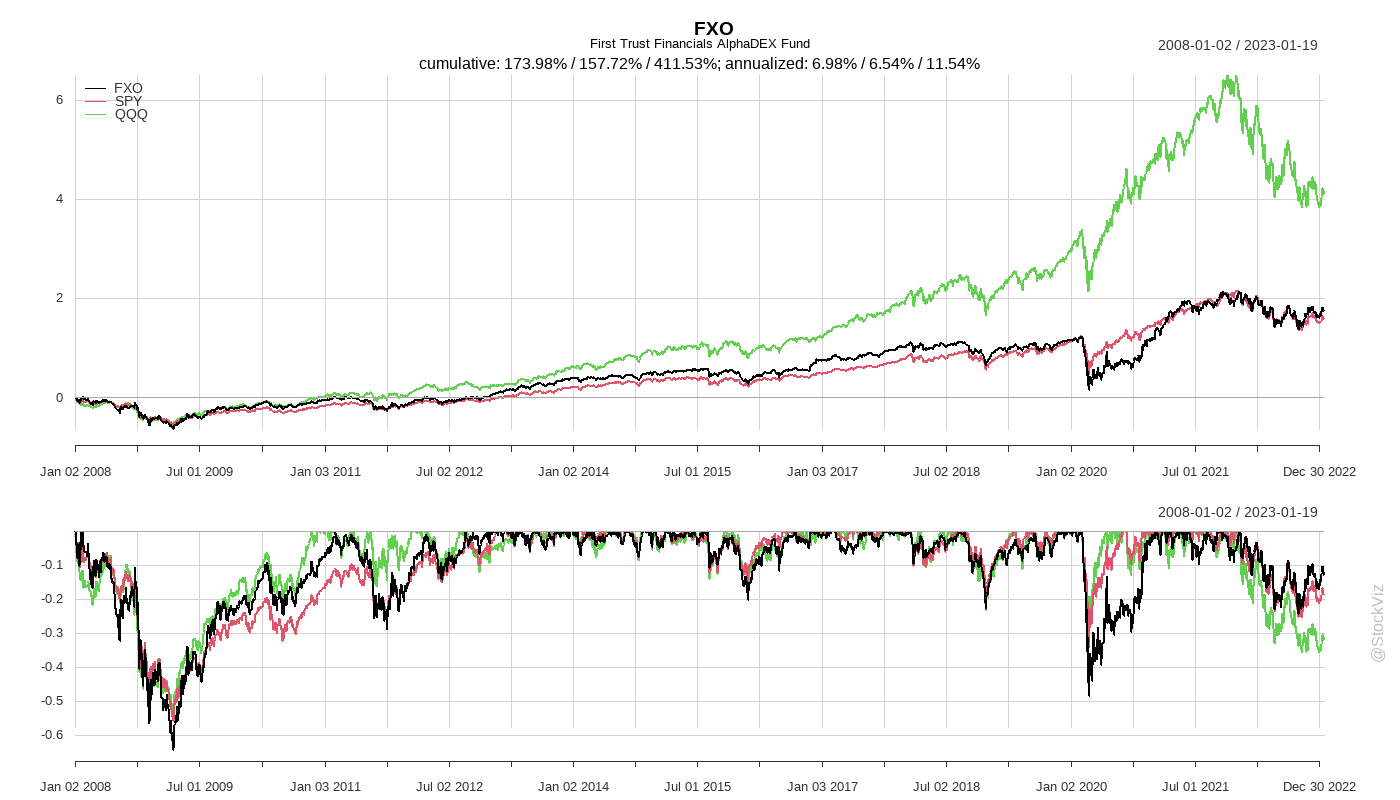 FXO
First Trust Financials AlphaDEX Fund
2008-01-02 / 2023-01-19
cumulative: 173.98% / 157.72% / 411.53%; annualized: 6.98% / 6.54% / 11.54%
FXO
SPY
QQQ
6
4
2
0
Jan 02 2008 Jul 01 2009 Jan 03 2011 Jul 02 2012 Jan 02 2014 Jul 01 2015 Jan 03 2017 Jul 02 2018 Jan 02 2020 Jul 01 2021 Dec 30 2022
2008-01-02 / 2023-01-19
-0.1
-0.2
-0.3
-0.4
-0.5
-0.6
Jan 02 2008 Jul 01 2009 Jan 03 2011 Jul 02 2012 Jan 02 2014 Jul 01 2015 Jan 03 2017 Jul 02 2018 Jan 02 2020 Jul 01 2021 Dec 30 2022
@StockViz